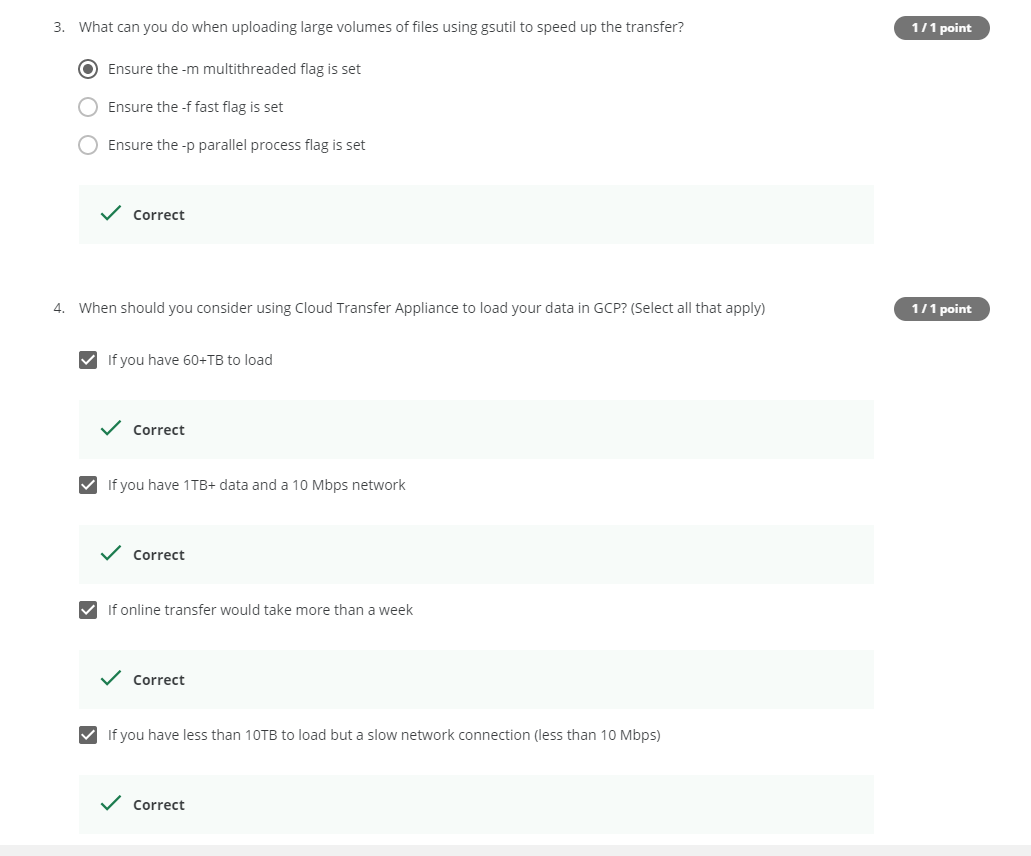 3. What can you do when uploading large volumes of files using gsutil to speed up the transfer?
1 / 1 point
Ensure the -m multithreaded flag is set
Ensure the -f fast flag is set
Ensure the -p parallel process flag is set
Correct
4. When should you consider using Cloud Transfer Appliance to load your data in GCP? (Select all that apply)
1 / 1 point
If you have 60+TB to load
Correct
If you have 1TB+ data and a 10 Mbps network
Correct
If online transfer would take more than a week
Correct
If you have less than 10TB to load but a slow network connection (less than 10 Mbps)
Correct